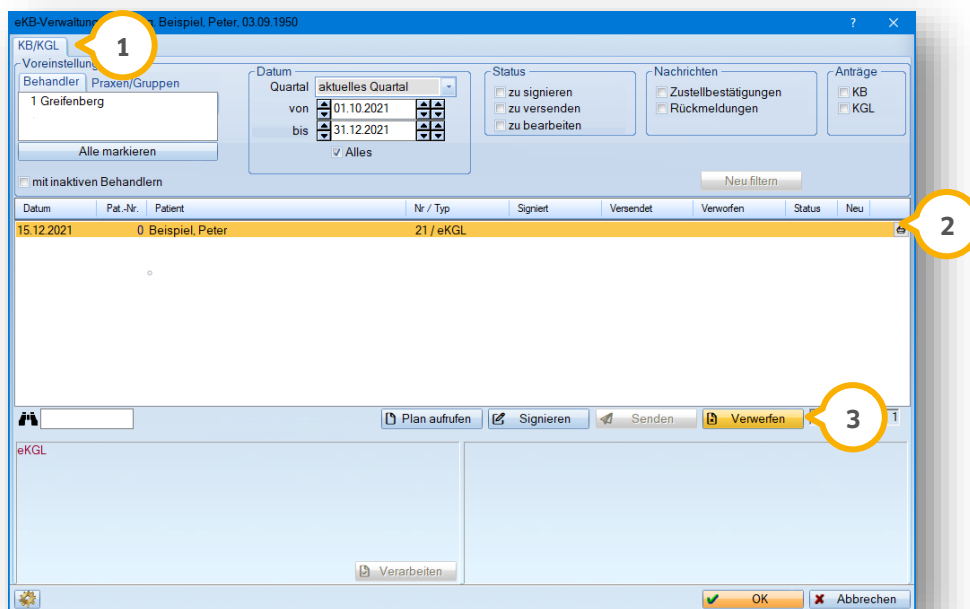 eKB-Verwaltung, Beispiel, Peter, 03.09.1950 ?
KB/KGL
1
Voreinstellung
Behandler Praxen/Gruppen
1 Greifenberg
Alle markieren
mit inaktiven Behandlern
Datum
Quartal aktuelles Quartal
von 01.10.2021
bis 31.12.2021
Alles
Status
zu signieren
zu versenden
zu bearbeiten
Nachrichten
Zustellbestätigungen
Rückmeldungen
Anträge
KB
KGL
Neu filtern
Datum Pat.-Nr. Patient Nr / Typ Signiert Versendet Verworfen Status Neu
15.12.2021 0 Beispiel, Peter 21 / eKGL
2
Plan aufrufen Signieren Senden Verwerfen 1
3
eKGL
Verarbeiten
OK Abbrechen